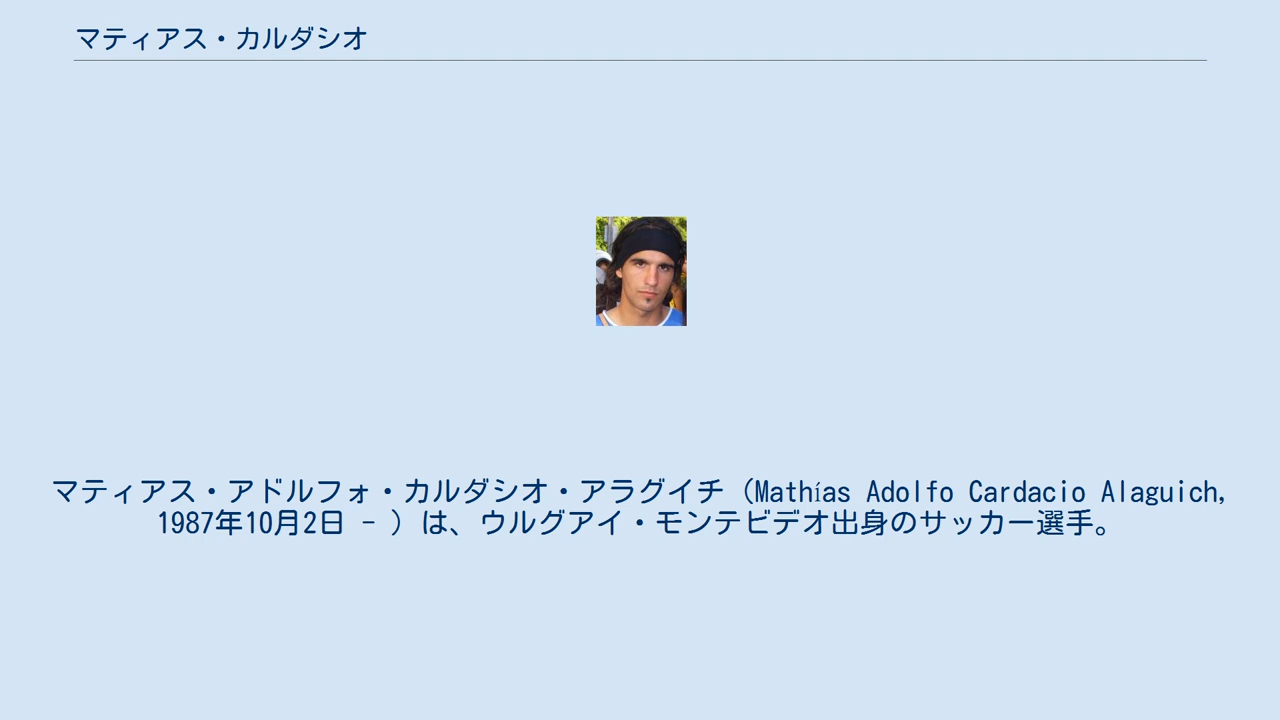 マティアス・カルダシオ
マティアス・アドルフォ・カルダシオ・アラグイチ（Mathías Adolfo Cardacio Alaguich,
1987年10月2日 - ）は、ウルグアイ・モンテビデオ出身のサッカー選手。